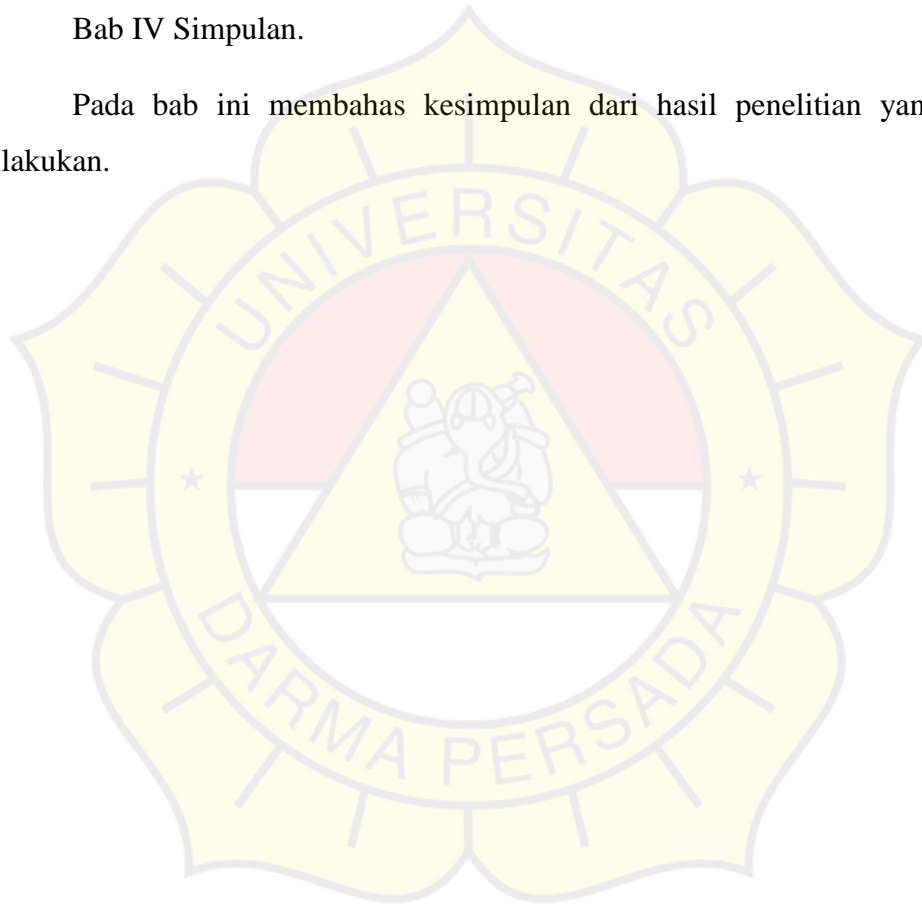 Bab IV Simpulan.
Pada bab ini membahas kesimpulan dari hasil penelitian yan
lakukan.
UNIVERSITAS
DARMA PERSADA